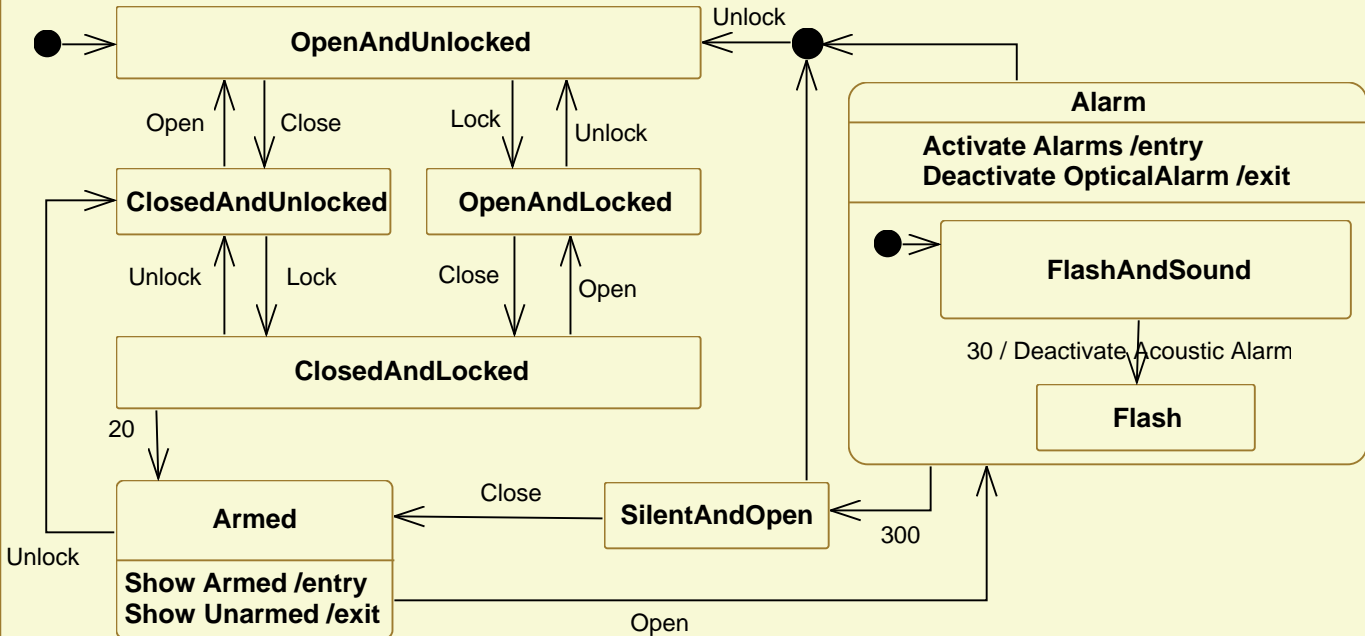 Unlock
OpenAndUnlocked
Alarm
Activate Alarms /entry
Deactivate OpticalAlarm /exit
Open
Close
Lock
Unlock
ClosedAndUnlocked
OpenAndLocked
FlashAndSound
Unlock
Lock
Close
Open
30 / Deactivate Acoustic Alarm
ClosedAndLocked
Flash
20
Close
Armed
SilentAndOpen
300
Unlock
Show Armed /entry
Show Unarmed /exit
Open